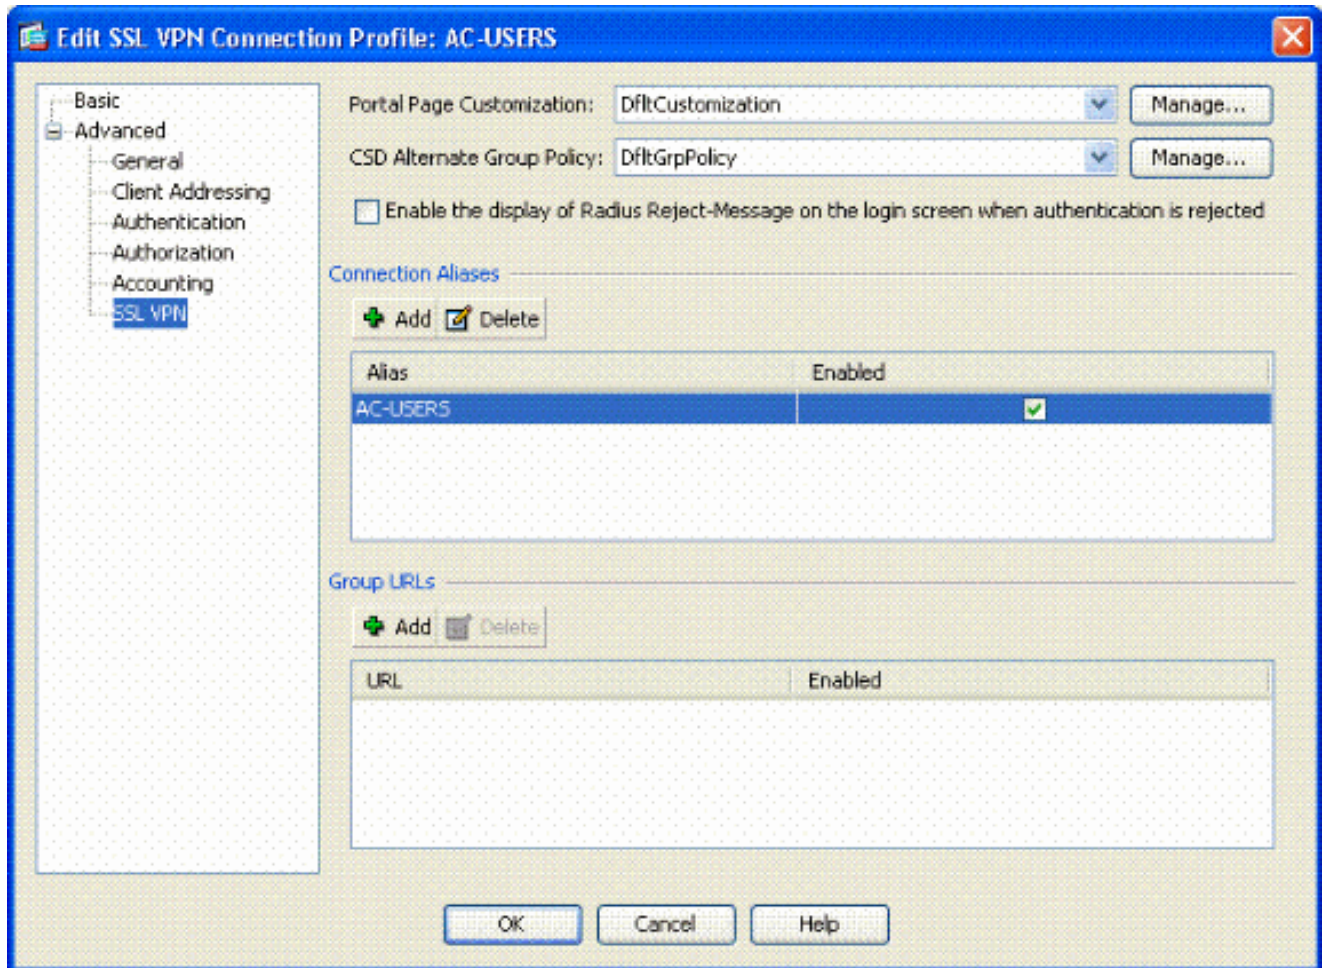 Edit SSL VPN Connection Profile: AC-USERS
Basic
Advanced
General
Client Addressing
Authentication
Authorization
Accounting
SSL VPN
Portal Page Customization: DfltCustomization Manage...
CSD Alternate Group Policy: DfltGrpPolicy Manage...
Enable the display of Radius Reject-Message on the login screen when authentication is rejected
Connection Aliases
Add Delete
Alias Enabled
AC-USERS
Group URLs
Add Delete
URL Enabled
OK Cancel Help